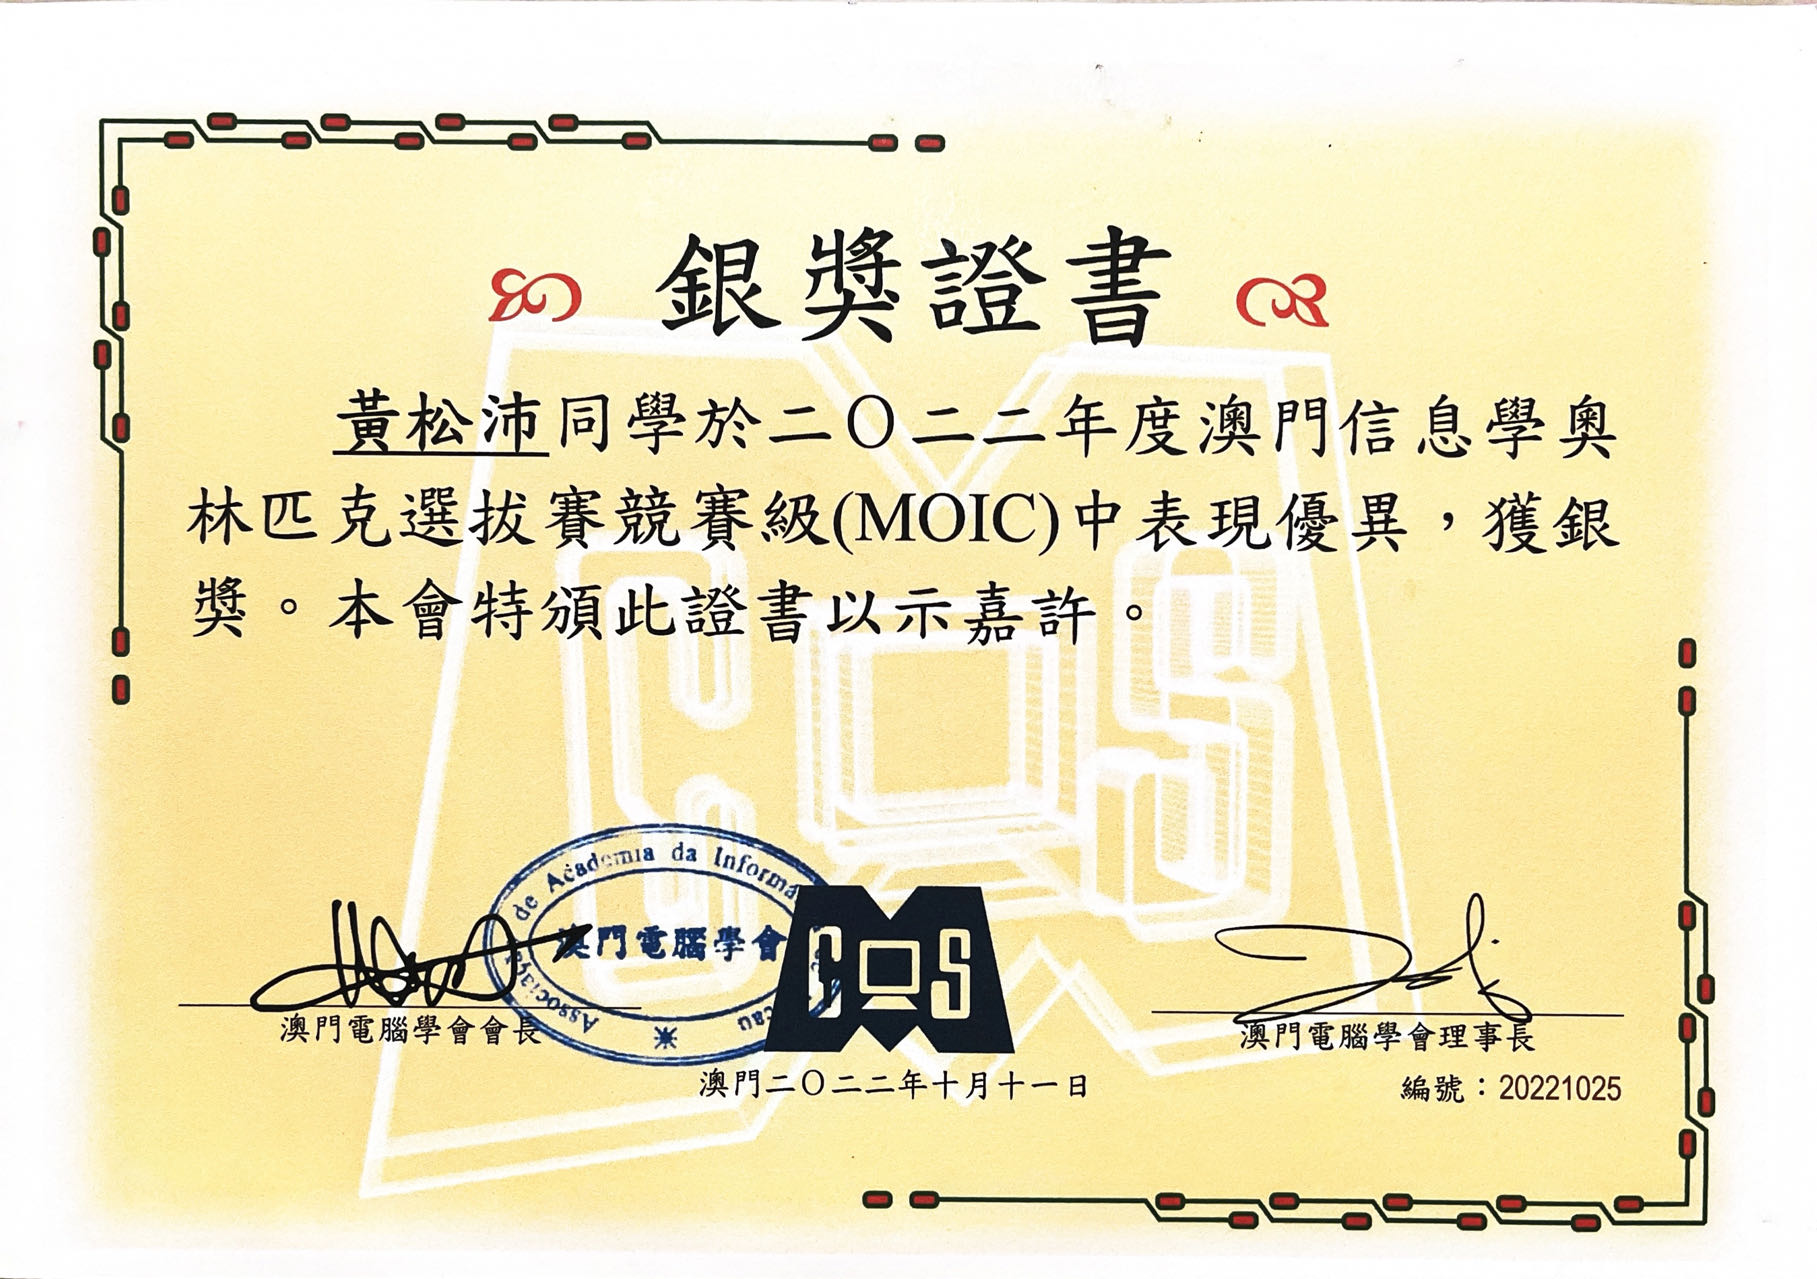 銀獎證書
黃松沛同學於二〇二二年度澳門信息學奧
林匹克選拔賽競賽級(MOIC)中表現優異，獲銀
獎。本會特頒此證書以示嘉許。
de Academia da Informá
澳門電腦學會
Associação
cau
COS
澳門電腦學會會長
澳門電腦學會理事長
澳門二〇二二年十月十一日
編號：20221025